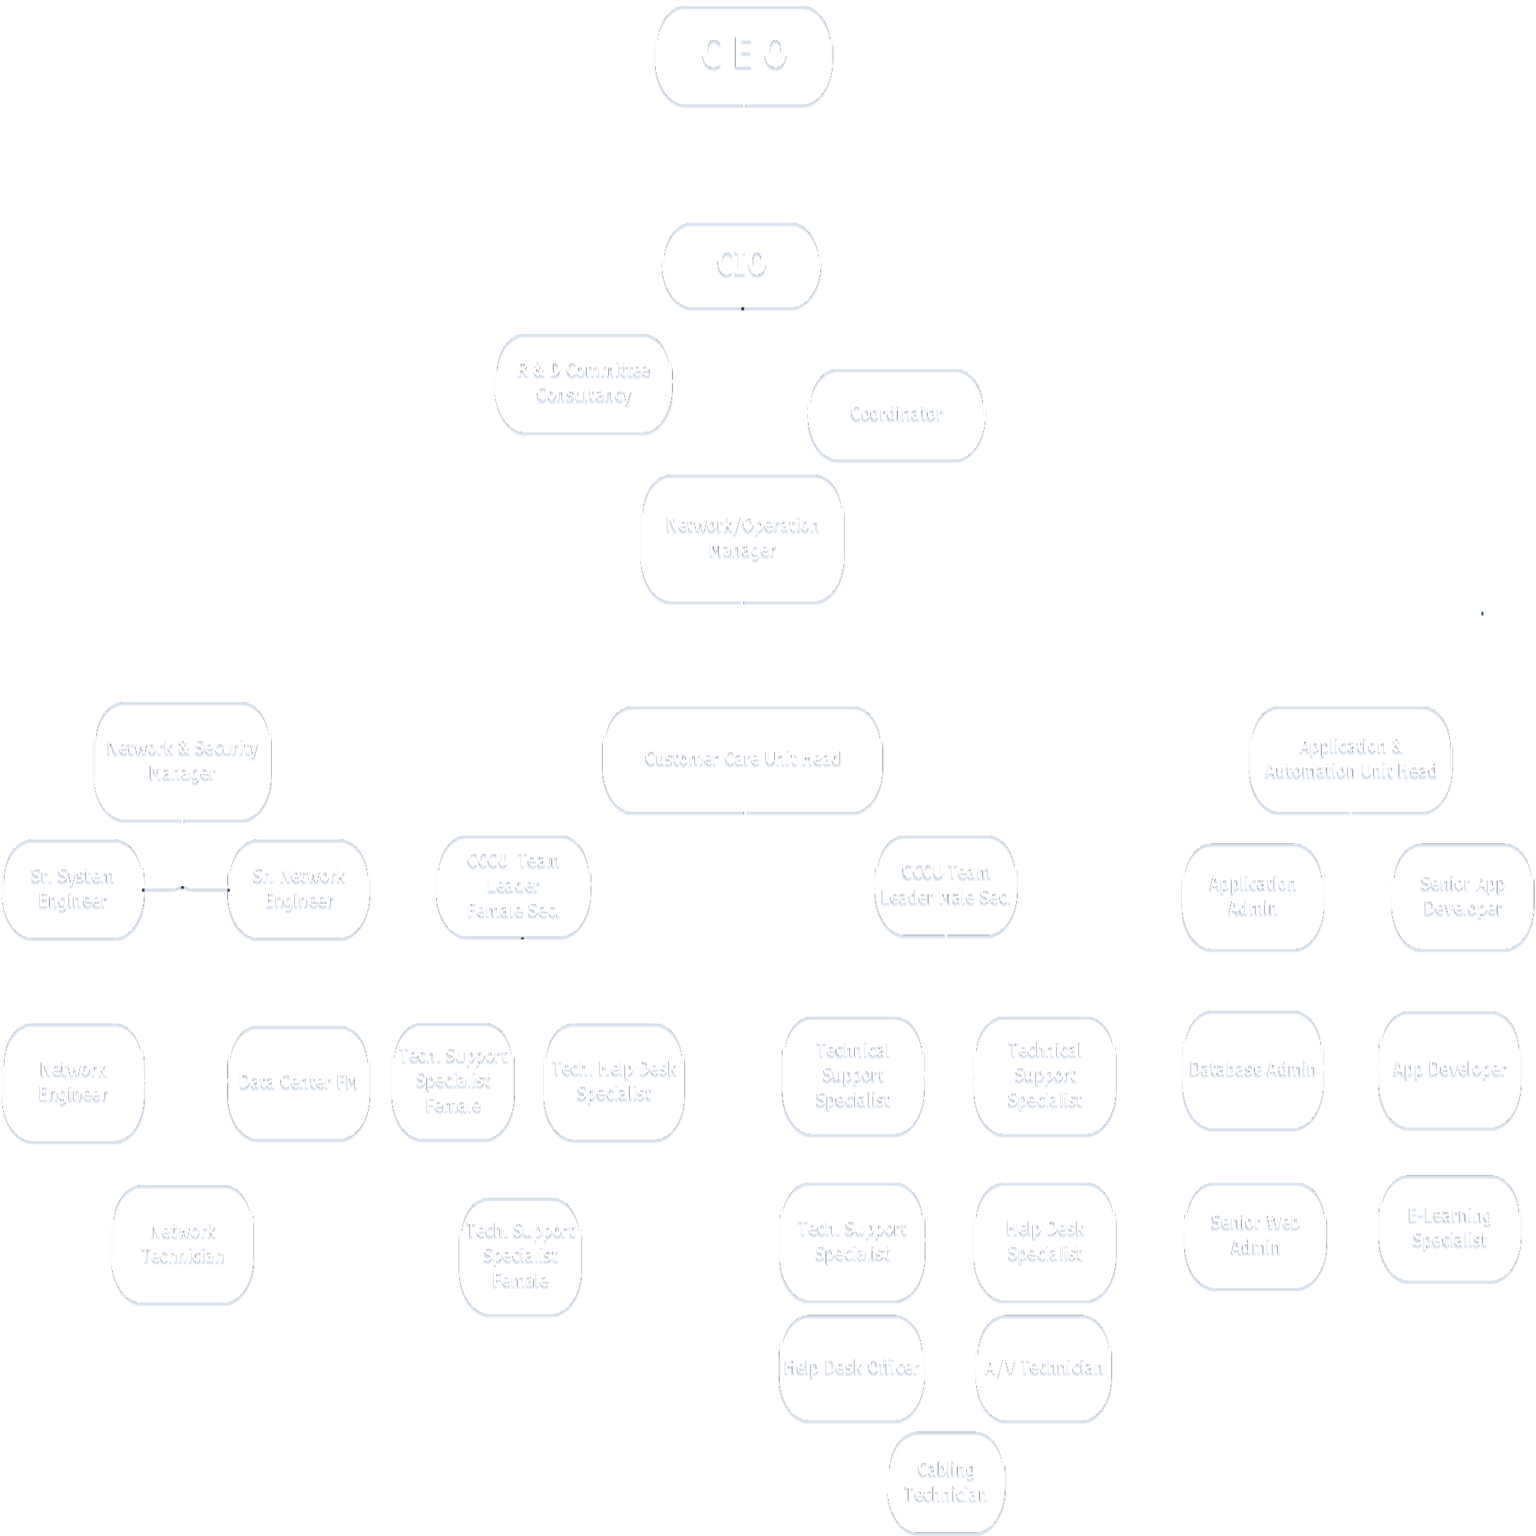 C E O
CIO
R & D Committee
Consultancy
Coordinator
Network/Operation
Manager
Network & Security
Manager
Customer Care Unit Head
Application &
Automation Unit Head
Sr. System
Engineer
Sr. Network
Engineer
CCCU Team
Leader
Female Sec.
CCCU Team
Leader Male Sec.
Application
Admin
Senior App
Developer
Network
Engineer
Data Center FM
Tech. Support
Specialist
Female
Tech. Help Desk
Specialist
Technical
Support
Specialist
Technical
Support
Specialist
Database Admin
App Developer
Network
Technician
Tech. Support
Specialist
Female
Tech. Support
Specialist
Help Desk
Specialist
Senior Web
Admin
E-Learning
Specialist
Help Desk Officer
A/V Technician
Cabling
Technician